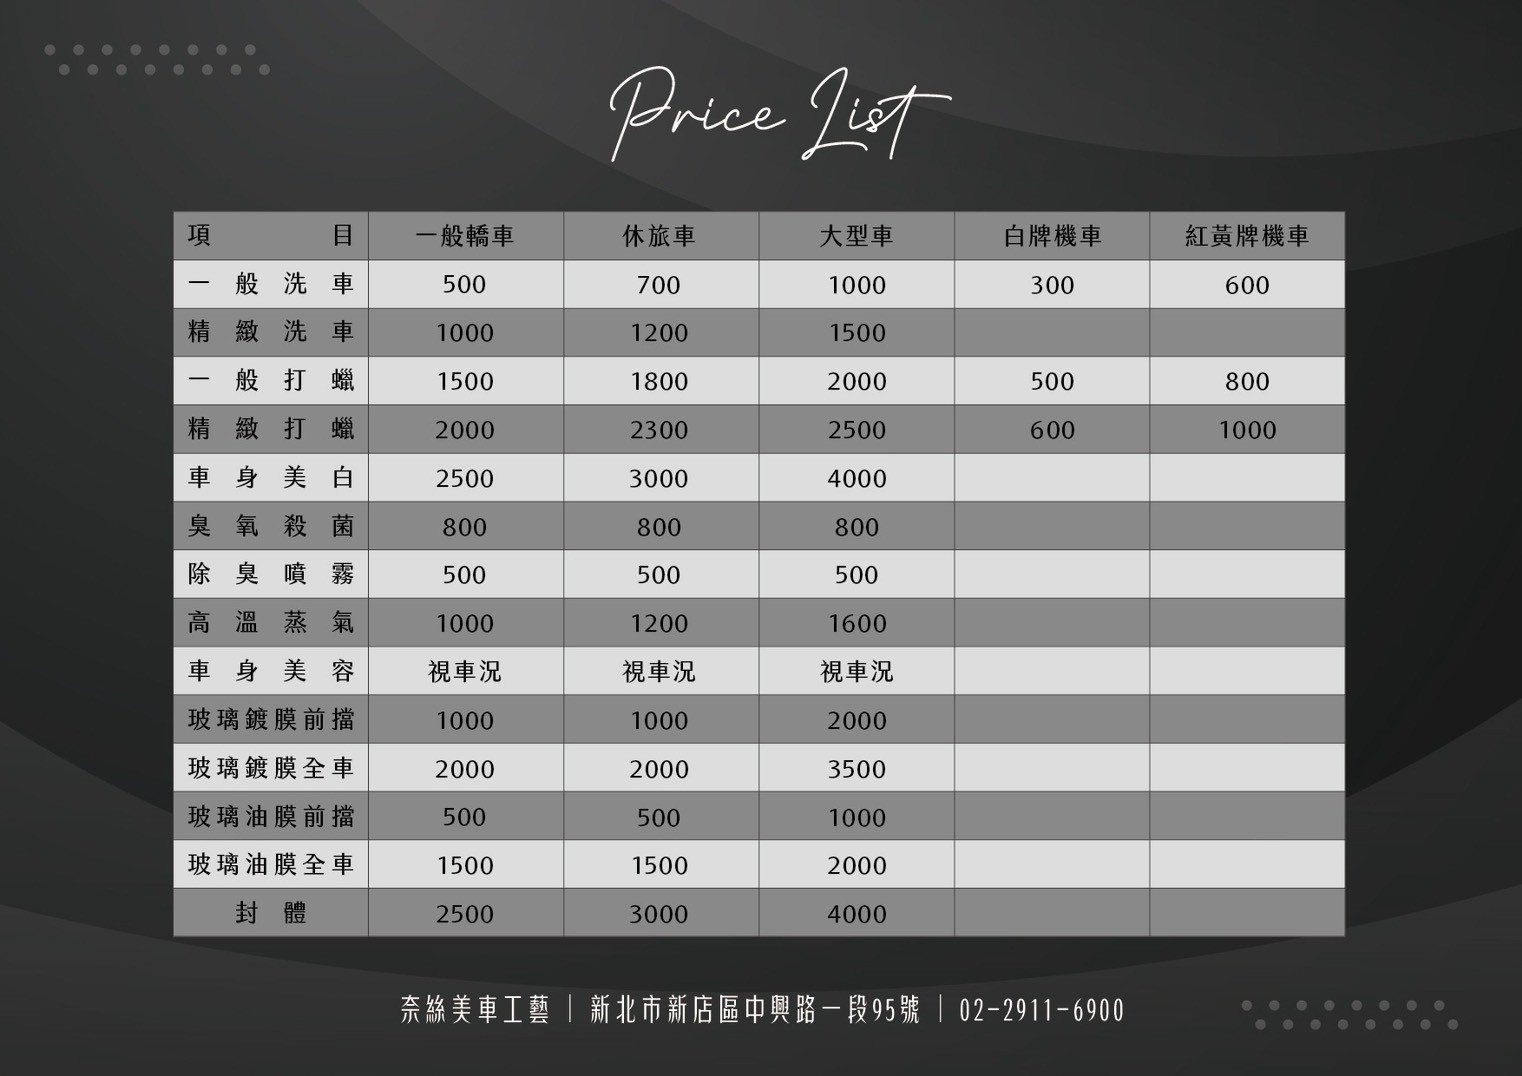 Price List
項目 一般轎車 休旅車 大型車 白牌機車 紅黃牌機車
一般洗車 500 700 1000 300 600
精緻洗車 1000 1200 1500
一般打蠟 1500 1800 2000 500 800
精緻打蠟 2000 2300 2500 600 1000
車身美白 2500 3000 4000
臭氧殺菌 800 800 800
除臭噴霧 500 500 500
高溫蒸氣 1000 1200 1600
車身美容 視車況 視車況 視車況
玻璃鍍膜前擋 1000 1000 2000
玻璃鍍膜全車 2000 2000 3500
玻璃油膜前擋 500 500 1000
玻璃油膜全車 1500 1500 2000
封體 2500 3000 4000
奈絲美車工藝 | 新北市新店區中興路一段95號 | 02-2911-6900